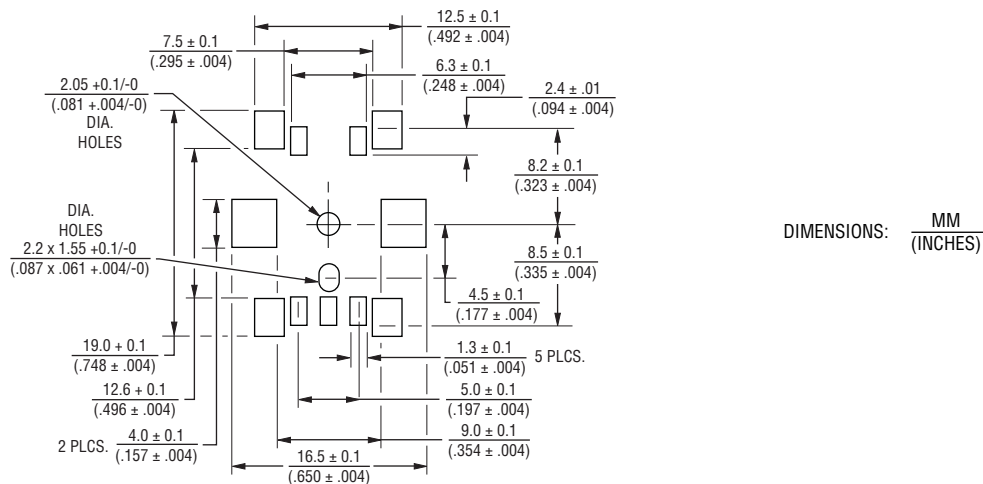 12.5 ± 0.1
(.492 ± .004)
7.5 ± 0.1
(.295 ± .004)
6.3 ± 0.1
(.248 ± .004)
2.05 +0.1/-0
(.081 +.004/-0)
DIA.
HOLES
2.4 ± .01
(.094 ± .004)
8.2 ± 0.1
(.323 ± .004)
DIA.
HOLES
2.2 x 1.55 +0.1/-0
(.087 x .061 +.004/-0)
DIMENSIONS: MM
(INCHES)
8.5 ± 0.1
(.335 ± .004)
4.5 ± 0.1
(.177 ± .004)
19.0 + 0.1
(.748 ± .004)
1.3 ± 0.1
(.051 ± .004)
5 PLCS.
12.6 + 0.1
(.496 ± .004)
5.0 ± 0.1
(.197 ± .004)
2 PLCS.
4.0 ± 0.1
(.157 ± .004)
9.0 ± 0.1
(.354 ± .004)
16.5 ± 0.1
(.650 ± .004)